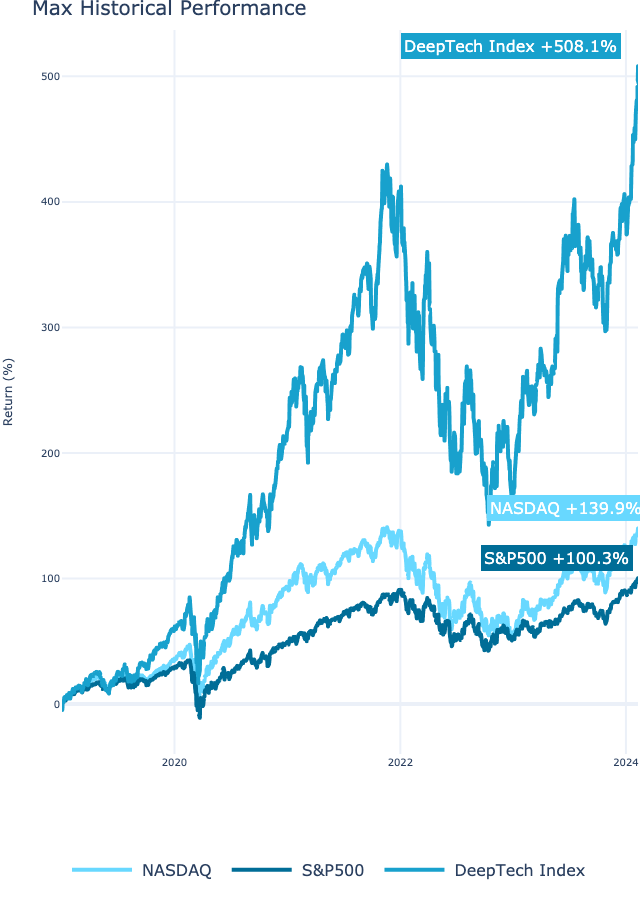 Max Historical Performance
DeepTech Index +508.1%
500
400
300
200
NASDAQ +139.9%
S&P500 +100.3%
100
0
Return (%)
2020
2022
2024
NASDAQ
S&P500
DeepTech Index